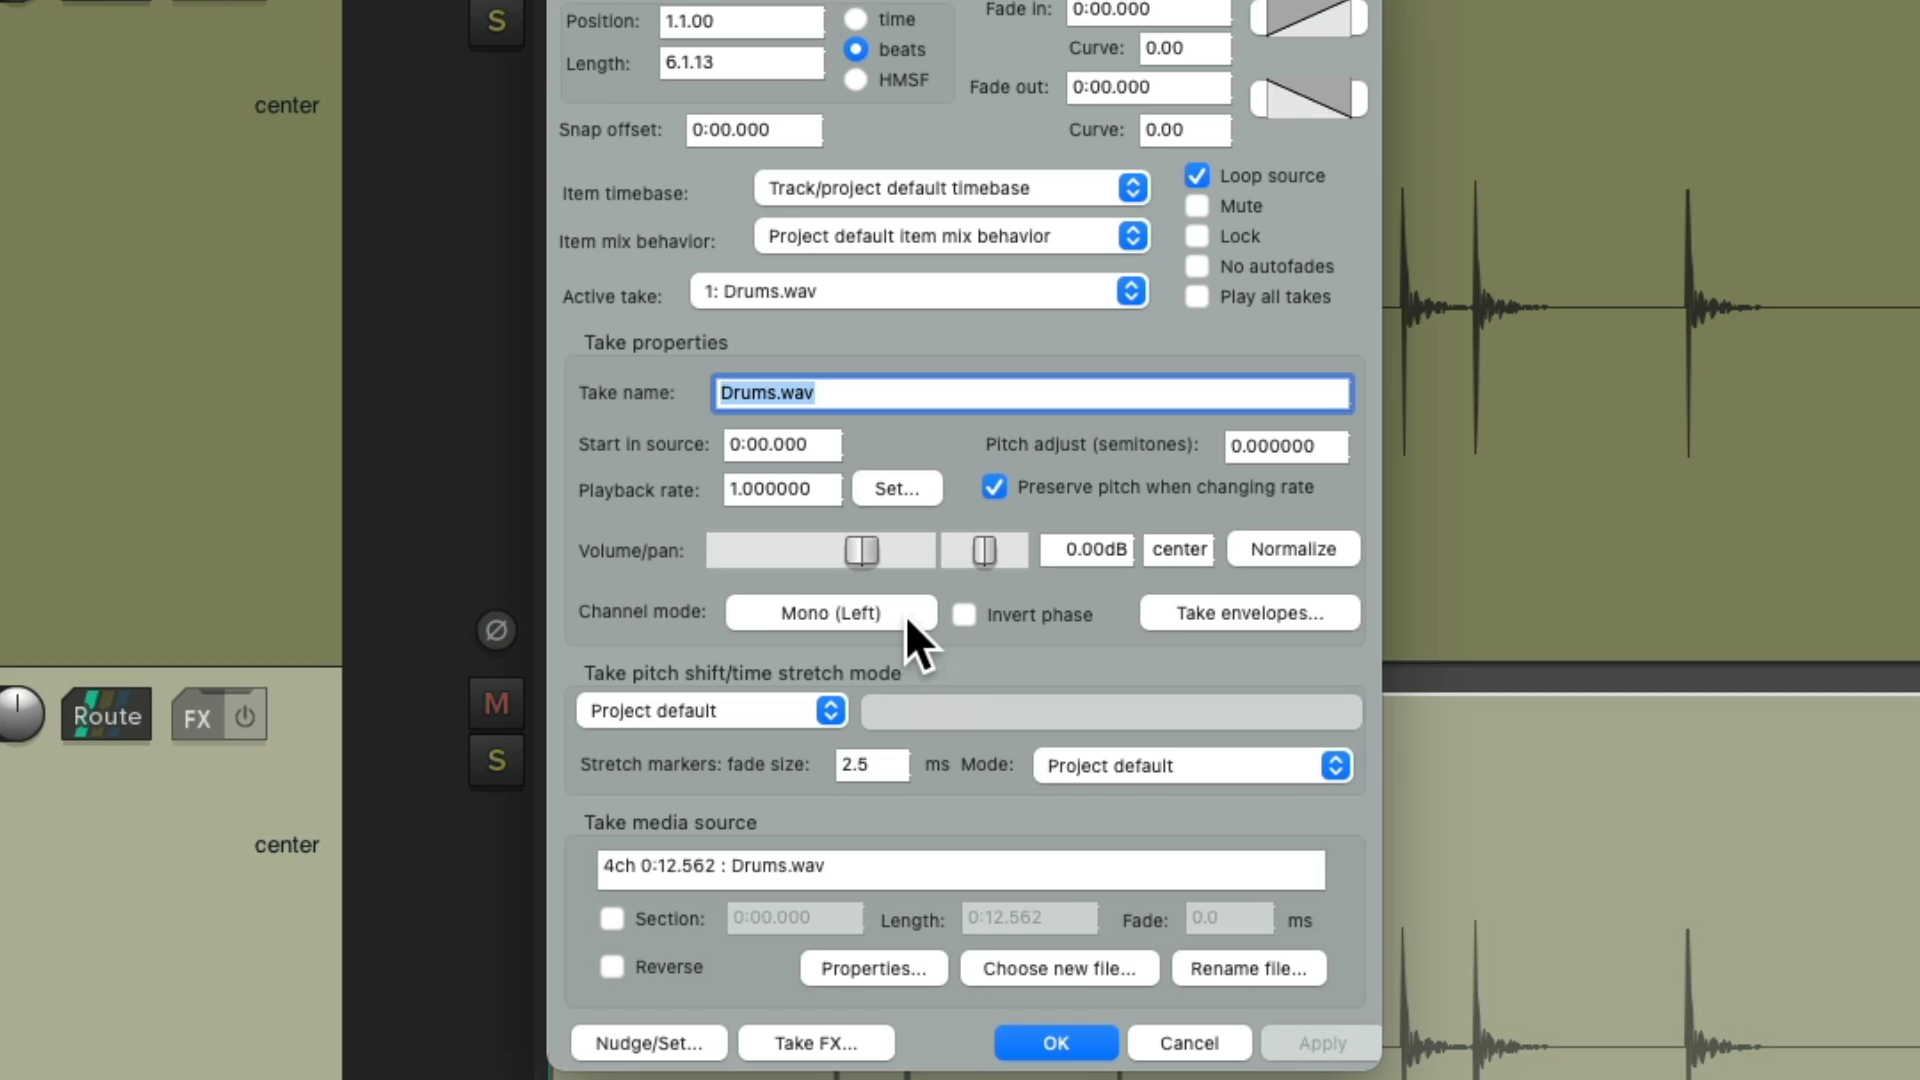 S
Position: 1.1.00 time Fade in: 0:00.000
beats Curve: 0.00
Length: 6.1.13
HMSF Fade out: 0:00.000
center
Snap offset: 0:00.000 Curve: 0.00
Item timebase: Track/project default timebase Loop source
Mute
Item mix behavior: Project default item mix behavior Lock
No autofades
Active take: 1: Drums.wav Play all takes
Take properties
Take name: Drums.wav
Start in source: 0:00.000 Pitch adjust (semitones): 0.000000
Playback rate: 1.000000 Set... Preserve pitch when changing rate
Volume/pan: 0.00dB center Normalize
Channel mode: Mono (Left) Invert phase Take envelopes...
Take pitch shift/time stretch mode
Route FX M Project default
S Stretch markers: fade size: 2.5 ms Mode: Project default
Take media source
center
4ch 0:12.562 : Drums.wav
Section: 0:00.000 Length: 0:12.562 Fade: 0.0 ms
Reverse Properties... Choose new file... Rename file...
Nudge/Set... Take FX... OK Cancel Apply